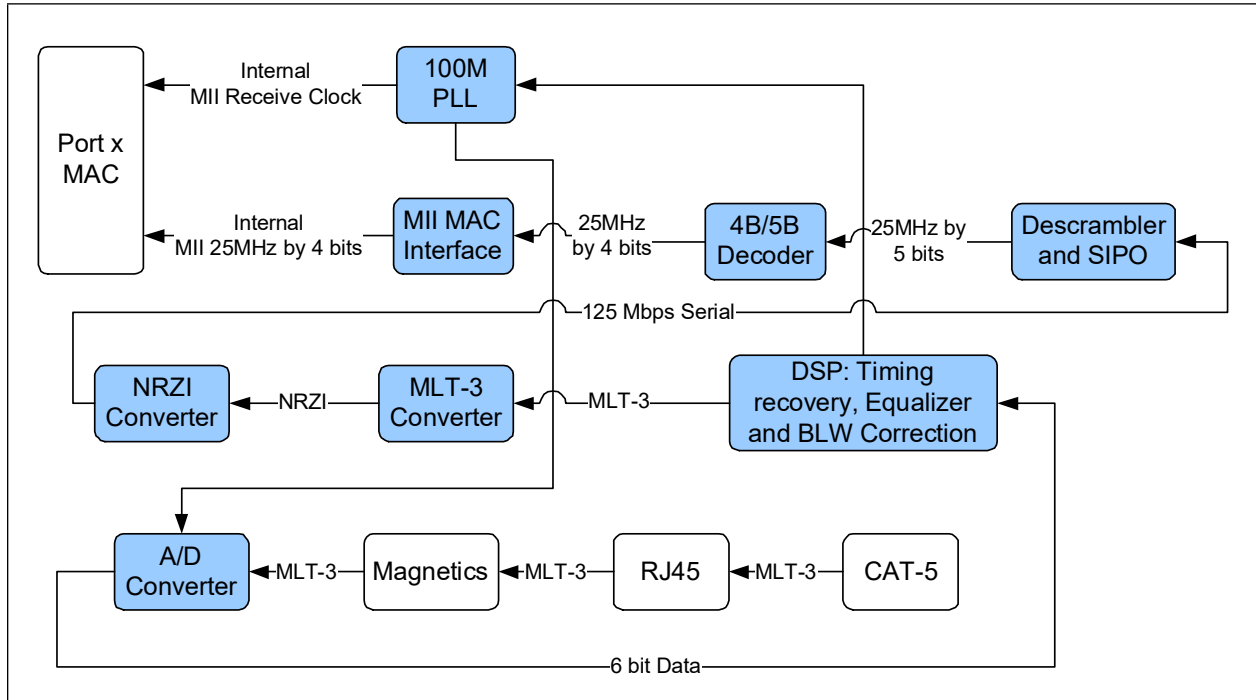 100M
PLL
Internal
MII Receive Clock
Port x
MAC
MII MAC
Interface
Internal
MII 25MHz by 4 bits
25MHz
by 4 bits
4B/5B
Decoder
25MHz by
5 bits
Descrambler
and SIPO
125 Mbps Serial
NRZI
Converter
NRZI
MLT-3
Converter
MLT-3
DSP: Timing
recovery, Equalizer
and BLW Correction
A/D
Converter
MLT-3
Magnetics
MLT-3
RJ45
MLT-3
CAT-5
6 bit Data